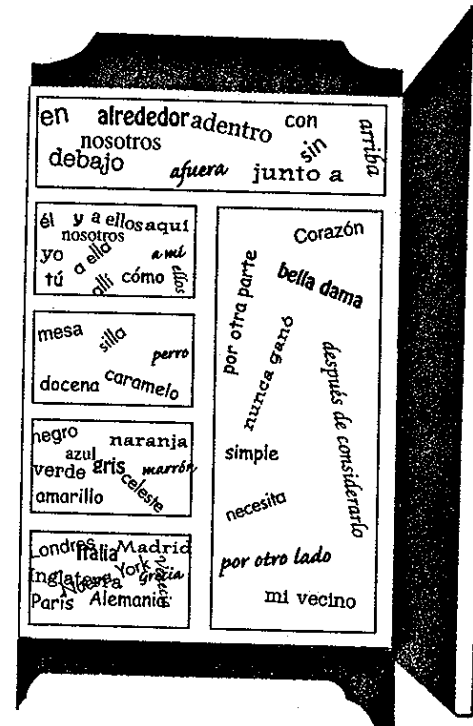 en alrededor adentro con arriba
nosotros sin
debajo afuera junto a
él y a ellos aquí
nosotros
yo a ella a mí
tú allí cómo ellos
mesa silla
perro
docena caramelo
negro naranja
azul
verde gris marrón
amarillo celeste
Londres Italia Madrid
Inglaterra Nueva York Grecia Venecia
París Alemania
Corazón
por otra parte bella dama
nunca ganó
después de considerarlo
simple
necesita
por otro lado
mi vecino